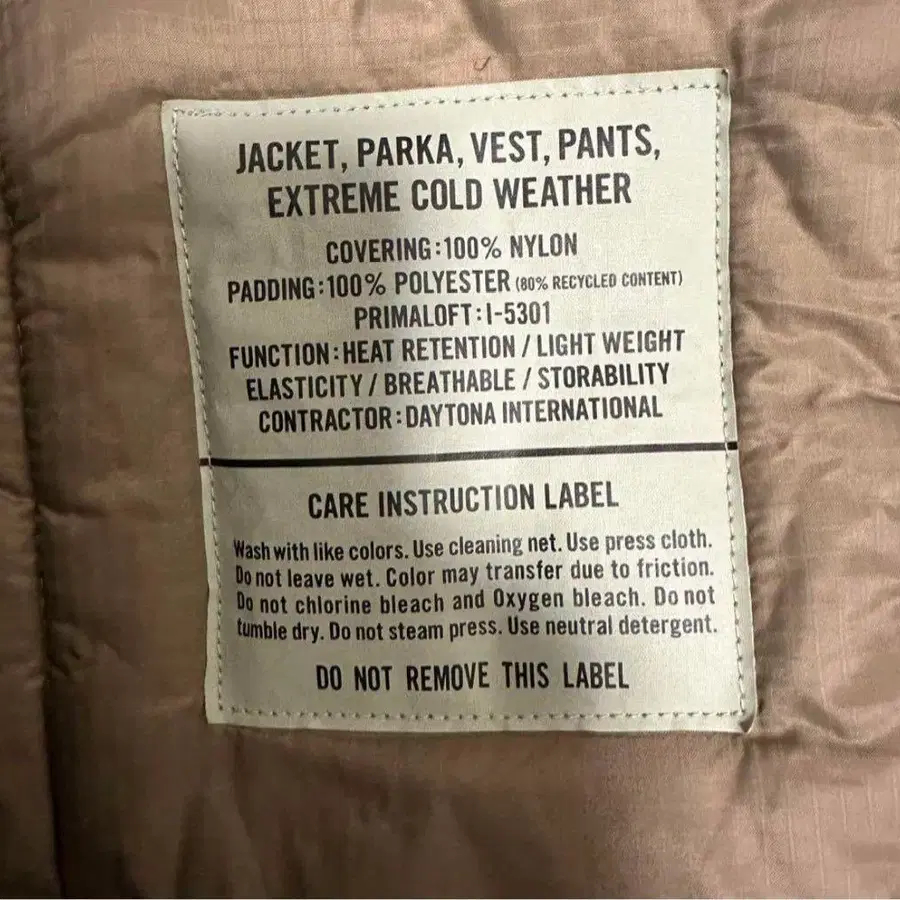 JACKET, PARKA, VEST, PANTS,
EXTREME COLD WEATHER
COVERING:100% NYLON
PADDING:100% POLYESTER (80% RECYCLED CONTENT)
PRIMALOFT:I-5301
FUNCTION:HEAT RETENTION / LIGHT WEIGHT
ELASTICITY / BREATHABLE / STORABILITY
CONTRACTOR:DAYTONA INTERNATIONAL
CARE INSTRUCTION LABEL
Wash with like colors. Use cleaning net. Use press cloth.
Do not leave wet. Color may transfer due to friction.
Do not chlorine bleach and Oxygen bleach. Do not
tumble dry. Do not steam press. Use neutral detergent.
DO NOT REMOVE THIS LABEL